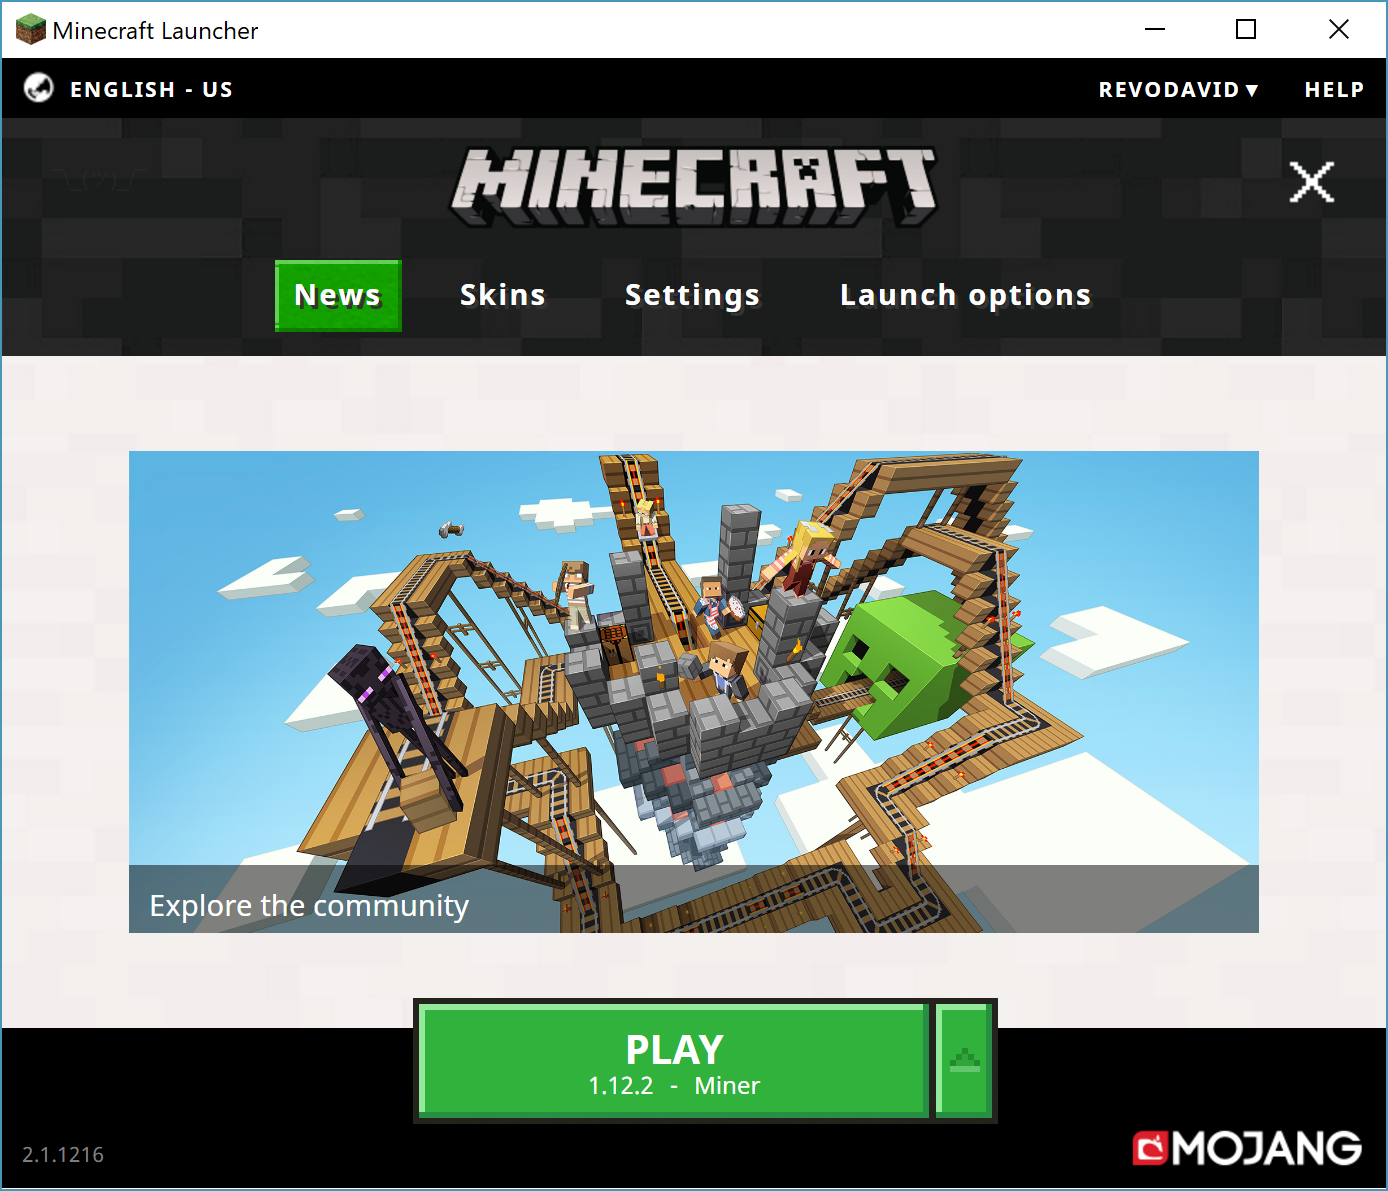 Minecraft Launcher
ENGLISH - US
REVODAVID▼
HELP
MINECRAFT
News
Skins
Settings
Launch options
Explore the community
PLAY
1.12.2 - Miner
2.1.1216
MOJANG